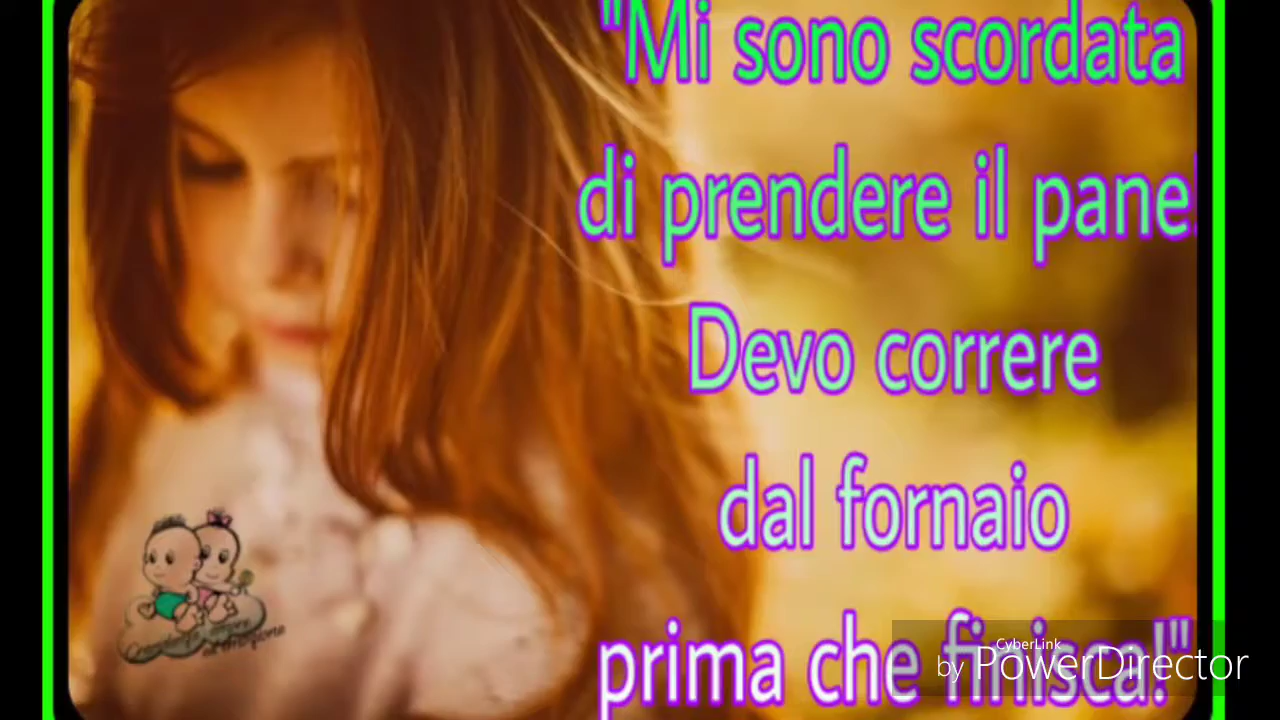 "Mi sono scordata
di prendere il pane!
Devo correre
dal fornaio
prima che finisca!"
CyberLink
by PowerDirector